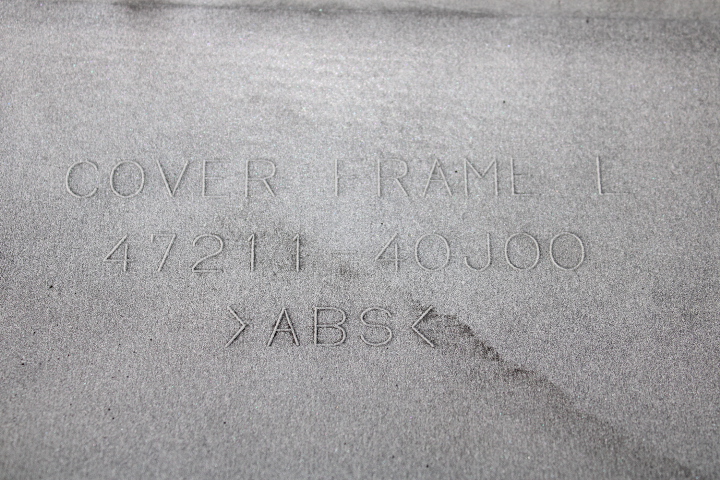 COVER FRAME L
47211-40J00
>ABS<